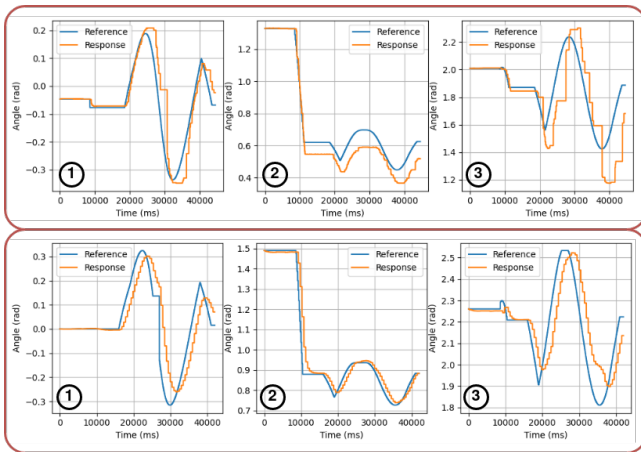 Reference
Response
Angle (rad)
0.2
0.1
0.0
-0.1
-0.2
-0.3
0 10000 20000 30000 40000
Time (ms)
1
Reference
Response
Angle (rad)
1.2
1.0
0.8
0.6
0.4
0 10000 20000 30000 40000
Time (ms)
2
Reference
Response
Angle (rad)
2.2
2.0
1.8
1.6
1.4
1.2
0 10000 20000 30000 40000
Time (ms)
3
Reference
Response
Angle (rad)
0.3
0.2
0.1
0.0
-0.1
-0.2
-0.3
0 10000 20000 30000 40000
Time (ms)
1
Reference
Response
Angle (rad)
1.5
1.4
1.3
1.2
1.1
1.0
0.9
0.8
0.7
0 10000 20000 30000 40000
Time (ms)
2
Reference
Response
Angle (rad)
2.5
2.4
2.3
2.2
2.1
2.0
1.9
1.8
0 10000 20000 30000 40000
Time (ms)
3